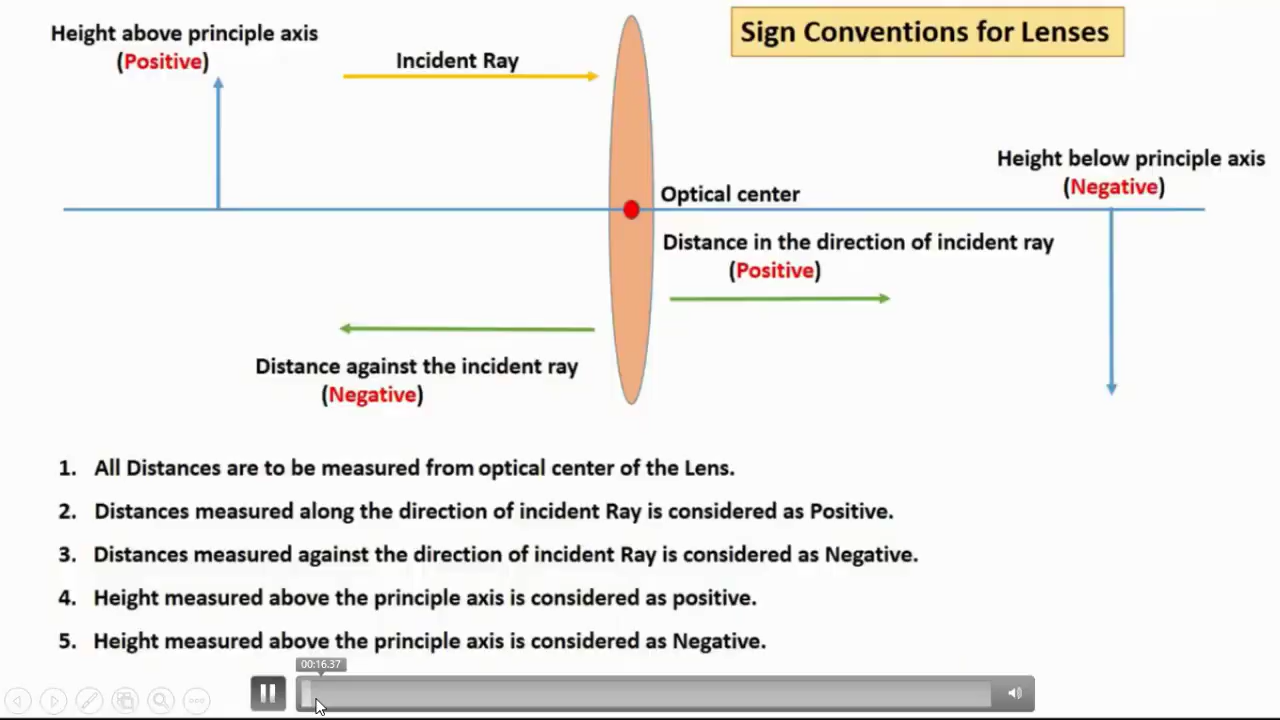 Sign Conventions for Lenses
Height above principle axis
(Positive)
Incident Ray
Height below principle axis
(Negative)
Optical center
Distance in the direction of incident ray
(Positive)
Distance against the incident ray
(Negative)
1. All Distances are to be measured from optical center of the Lens.
2. Distances measured along the direction of incident Ray is considered as Positive.
3. Distances measured against the direction of incident Ray is considered as Negative.
4. Height measured above the principle axis is considered as positive.
5. Height measured above the principle axis is considered as Negative.
00:16.37